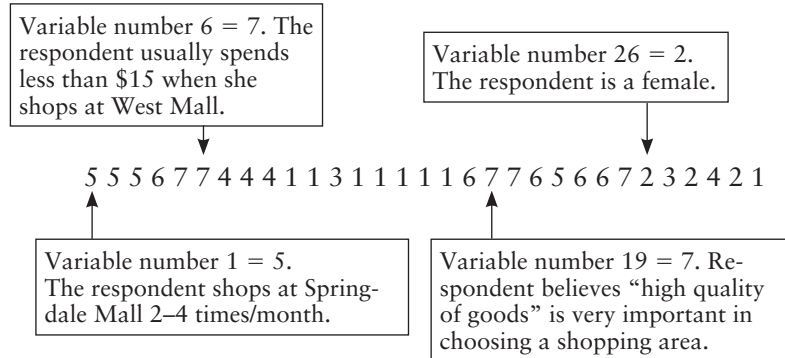 Variable number 6 = 7. The
respondent usually spends
less than $15 when she
shops at West Mall.
Variable number 26 = 2.
The respondent is a female.
5 5 5 6 7 7 4 4 4 1 1 3 1 1 1 1 1 6 7 7 6 5 6 6 7 2 3 2 4 2 1
Variable number 1 = 5.
The respondent shops at Spring-
dale Mall 2–4 times/month.
Variable number 19 = 7. Re-
spondent believes “high quality
of goods” is very important in
choosing a shopping area.